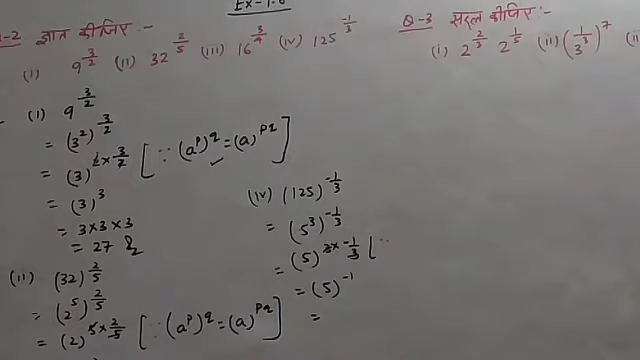 Ex-1.6
-2 ज्ञात कीजिए :-
(i) 9^{3/2} (ii) 32^{2/5} (iii) 16^{3/4} (iv) 125^{-1/3}
(i) 9^{3/2}
= (3²)^{3/2}
= (3)^{2×3/2} [∵ (a^p)^q = (a)^{pq}]
= (3)³
= 3×3×3
= 27
(ii) (32)^{2/5}
= (2⁵)^{2/5}
= (2)^{5×2/5} [∵ (a^p)^q = (a)^{pq}]
(iv) (125)^{-1/3}
= (5³)^{-1/3}
= (5)^{3×-1/3} [∵
= (5)^{-1}
=
Q-3 सरल कीजिए :-
(i) 2^{2/3} 2^{1/5} (ii) (1/3³)^7 (ii